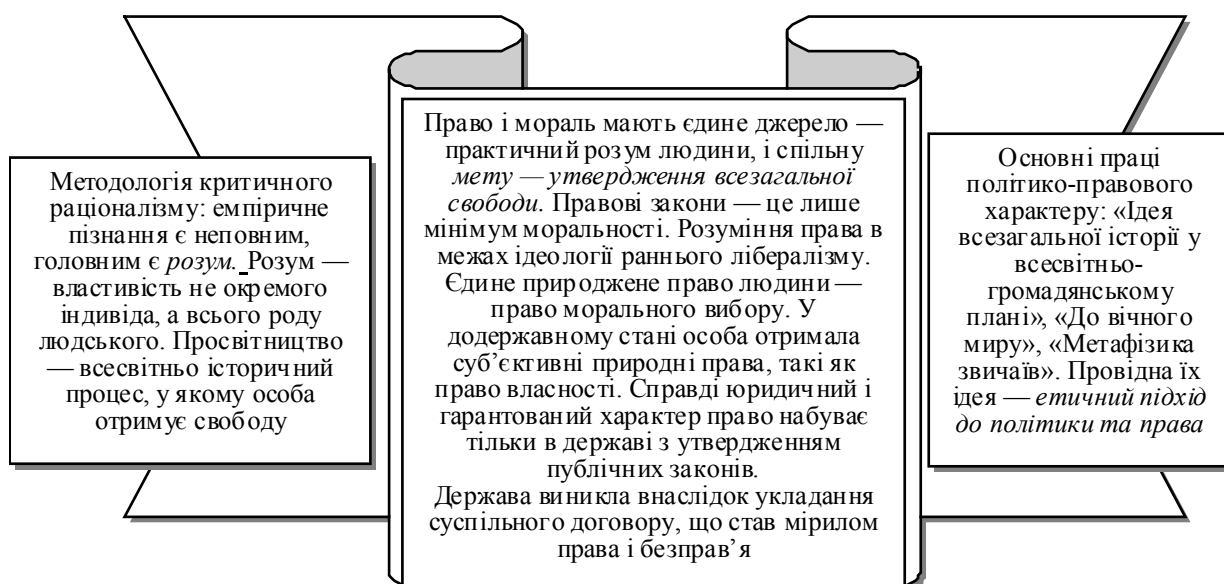 Методологія критичного
раціоналізму: емпіричне
пізнання є неповним,
головним є розум. Розум —
властивість не окремого
індивіда, а всього роду
людського. Просвітництво
— всесвітньо історичний
процес, у якому особа
отримує свободу
Право і мораль мають єдине джерело —
практичний розум людини, і спільну
мету — утвердження всезагальної
свободи. Правові закони — це лише
мінімум моральності. Розуміння права в
межах ідеології раннього лібералізму.
Єдине природжене право людини —
право морального вибору. У
додержавному стані особа отримала
суб’єктивні природні права, такі як
право власності. Справді юридичний і
гарантований характер право набуває
тільки в державі з утвердженням
публічних законів.
Держава виникла внаслідок укладання
суспільного договору, що став мірилом
права і безправ’я
Основні праці
політико-правового
характеру: «Ідея
всезагальної історії у
всесвітньо-
громадянському
плані», «До вічного
миру», «Метафізика
звичаїв». Провідна їх
ідея — етичний підхід
до політики та права